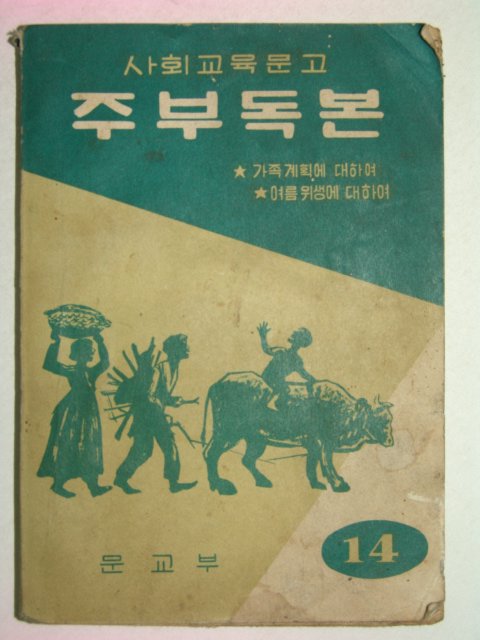 사회교육문고
주부독본
★ 가족계획에 대하여
★ 여름위생에 대하여
문교부
14